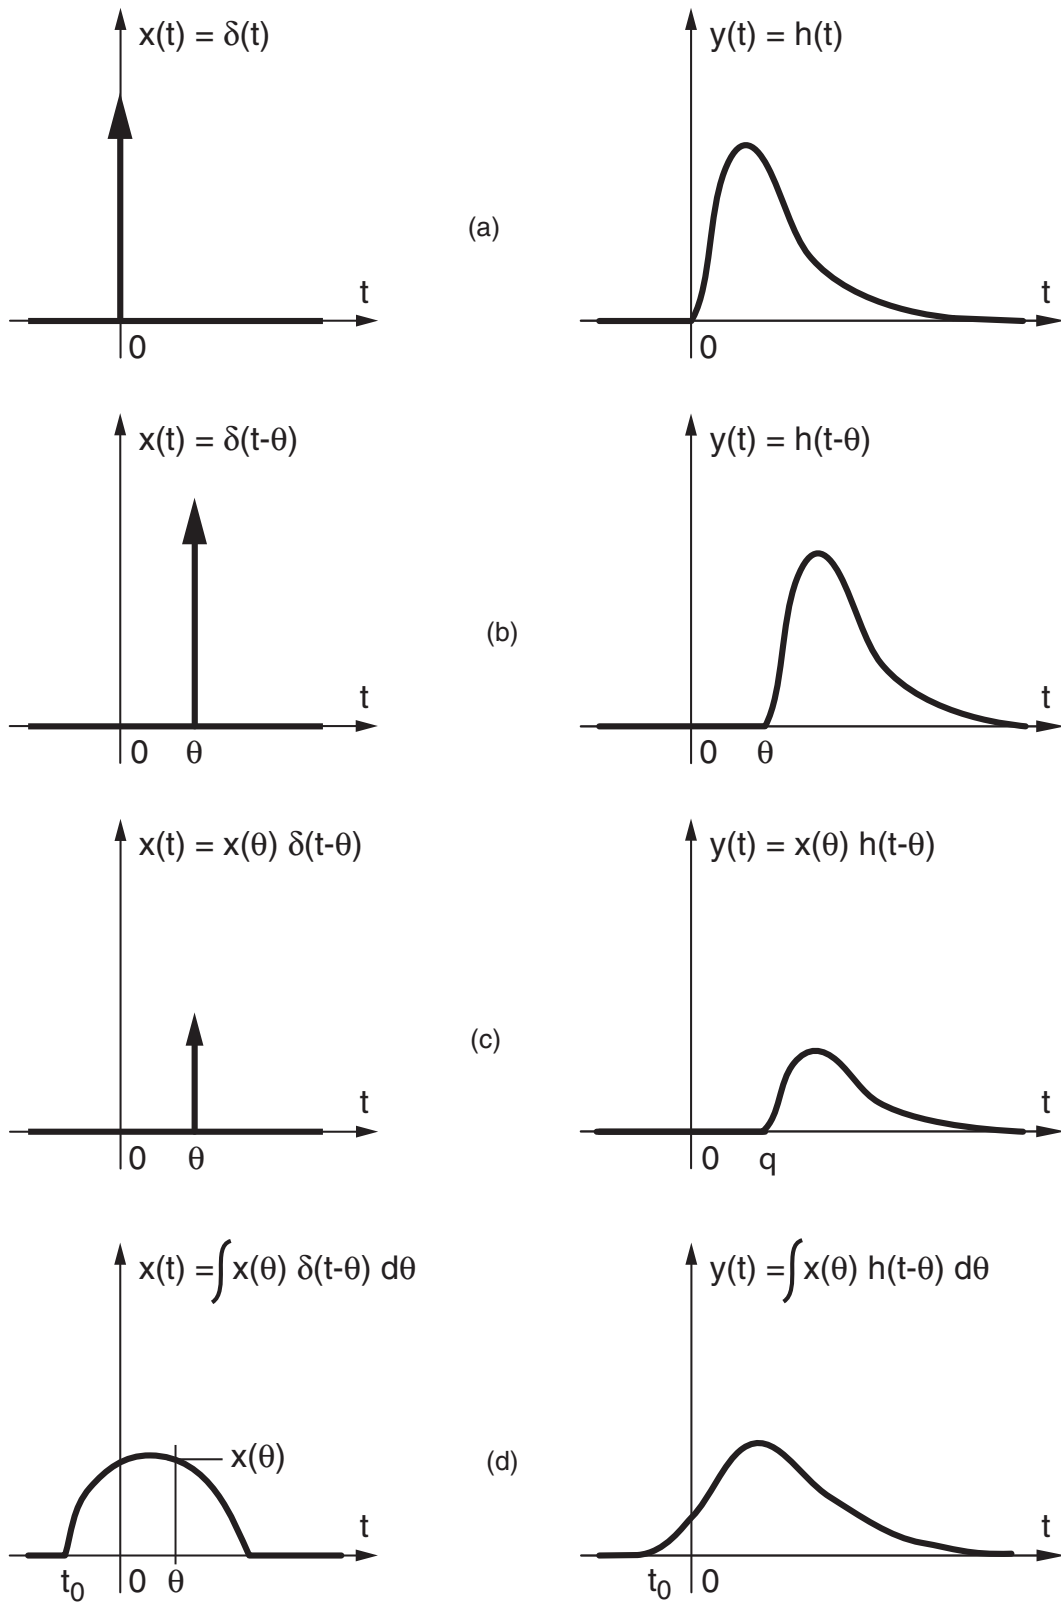 x(t) = δ(t)
y(t) = h(t)
(a)
t
t
0
0
x(t) = δ(t-θ)
y(t) = h(t-θ)
(b)
t
t
0 θ
0 θ
x(t) = x(θ) δ(t-θ)
y(t) = x(θ) h(t-θ)
(c)
t
t
0 θ
0 q
x(t) = ∫ x(θ) δ(t-θ) dθ
y(t) = ∫ x(θ) h(t-θ) dθ
x(θ)
(d)
t
t
t₀ 0 θ
t₀ 0